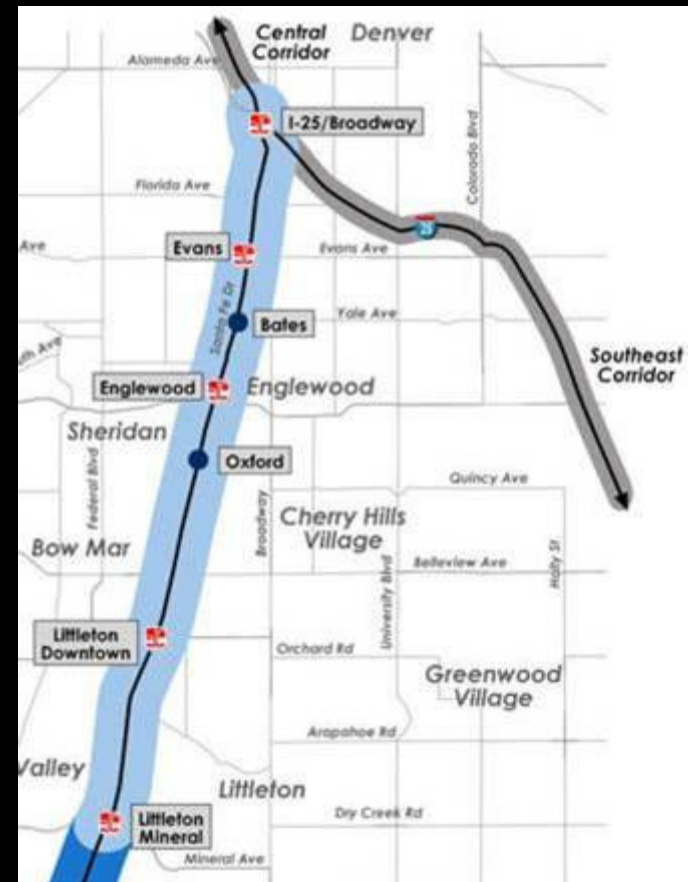 Central
Corridor
Denver
Alameda Ave
I-25/Broadway
Colorado Blvd
Florida Ave
25
Ave
Evans
Evans Ave
Santa Fe Dr
Bates
Yale Ave
uth Ave
Southeast
Corridor
Englewood
Englewood
Sheridan
Oxford
Federal Blvd
Quincy Ave
Broadway
Cherry Hills
Village
Bow Mar
Belleview Ave
Holly St
University Blvd
Littleton
Downtown
Orchard Rd
Greenwood
Village
Arapahoe Rd
Valley
Littleton
Littleton
Mineral
Dry Creek Rd
Mineral Ave